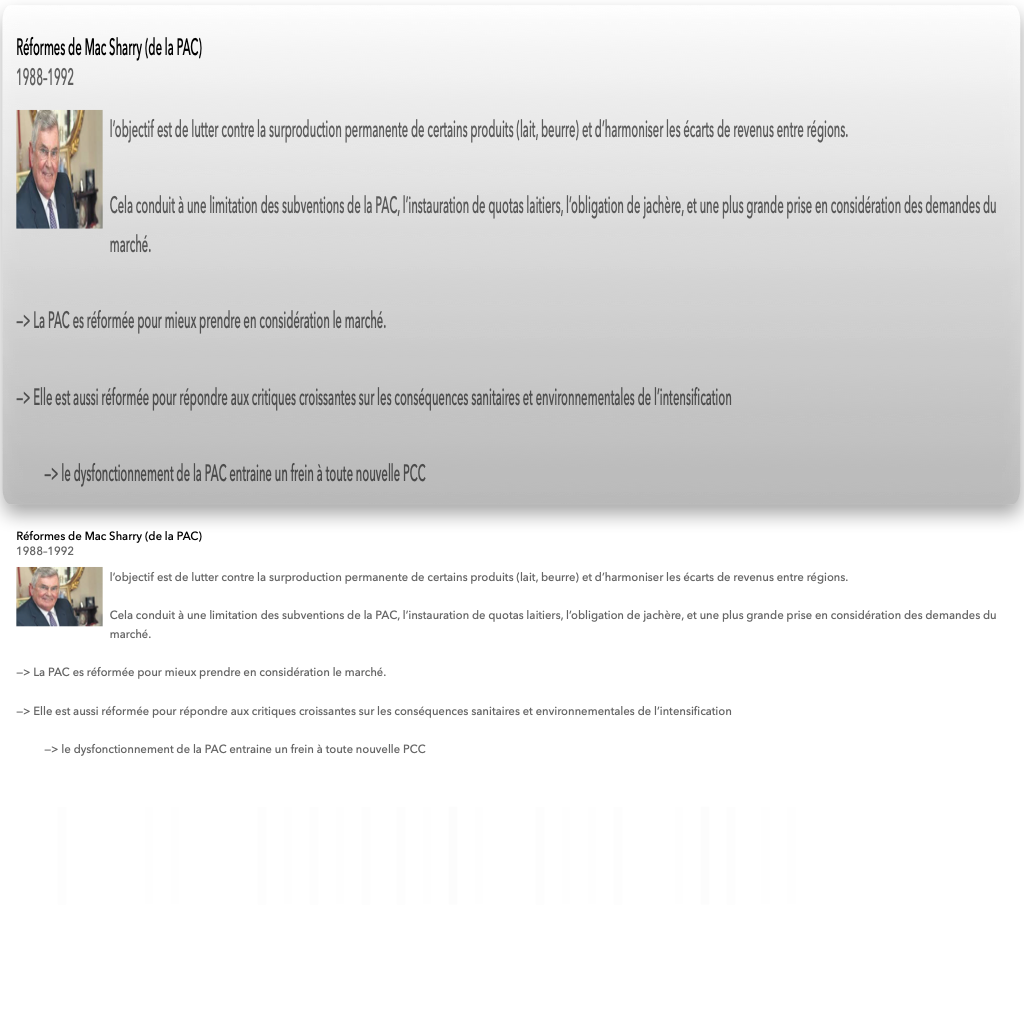 Réformes de Mac Sharry (de la PAC)
1988-1992
l'objectif est de lutter contre la surproduction permanente de certains produits (lait, beurre) et d'harmoniser les écarts de revenus entre régions.
Cela conduit à une limitation des subventions de la PAC, l'instauration de quotas laitiers, l'obligation de jachère, et une plus grande prise en considération des demandes du
marché.
—> La PAC es réformée pour mieux prendre en considération le marché.
—> Elle est aussi réformée pour répondre aux critiques croissantes sur les conséquences sanitaires et environnementales de l'intensification
—> le dysfonctionnement de la PAC entraine un frein à toute nouvelle PCC
Réformes de Mac Sharry (de la PAC)
1988-1992
l'objectif est de lutter contre la surproduction permanente de certains produits (lait, beurre) et d'harmoniser les écarts de revenus entre régions.
Cela conduit à une limitation des subventions de la PAC, l'instauration de quotas laitiers, l'obligation de jachère, et une plus grande prise en considération des demandes du
marché.
—> La PAC es réformée pour mieux prendre en considération le marché.
—> Elle est aussi réformée pour répondre aux critiques croissantes sur les conséquences sanitaires et environnementales de l'intensification
—> le dysfonctionnement de la PAC entraine un frein à toute nouvelle PCC